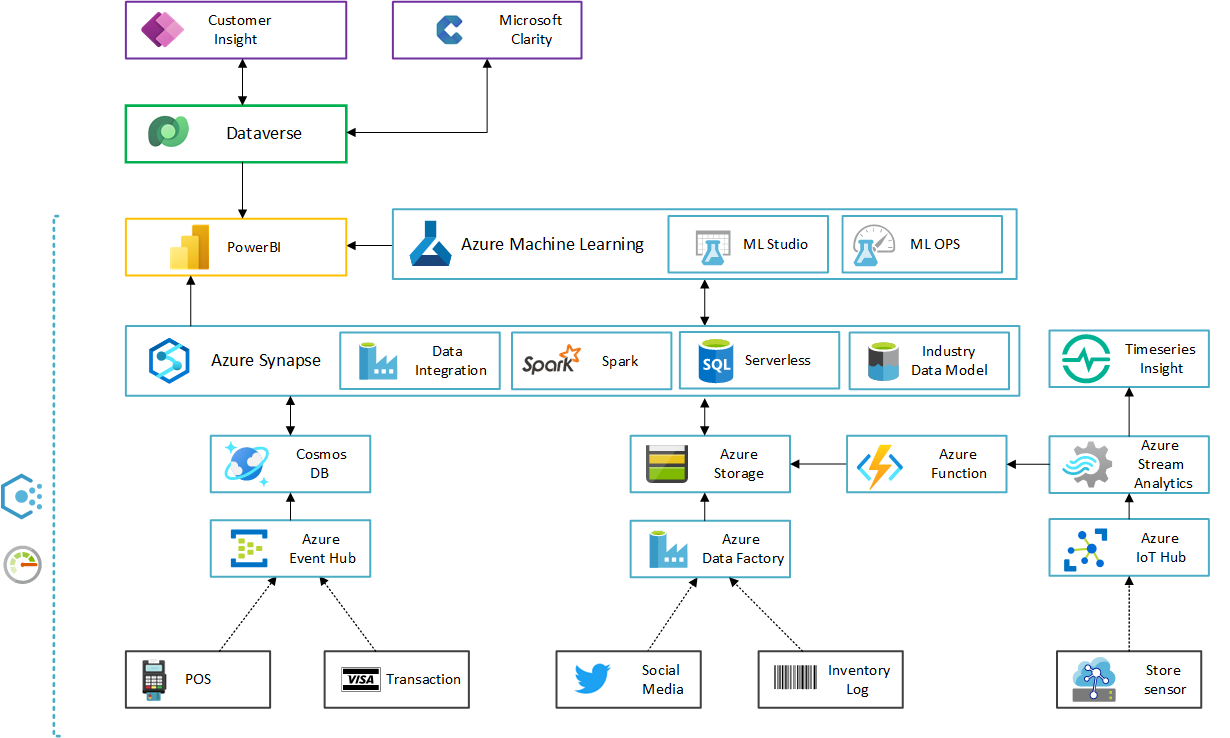 Customer
Insight
Microsoft
Clarity
Dataverse
PowerBI
Azure Machine Learning
ML Studio
ML OPS
Azure Synapse
Data
Integration
Spark
Spark
SQL
Serverless
Industry
Data Model
Timeseries
Insight
Cosmos
DB
Azure
Storage
Azure
Function
Azure
Stream
Analytics
Azure
Event Hub
Azure
Data Factory
Azure
IoT Hub
POS
VISA
Transaction
Social
Media
Inventory
Log
Store
sensor